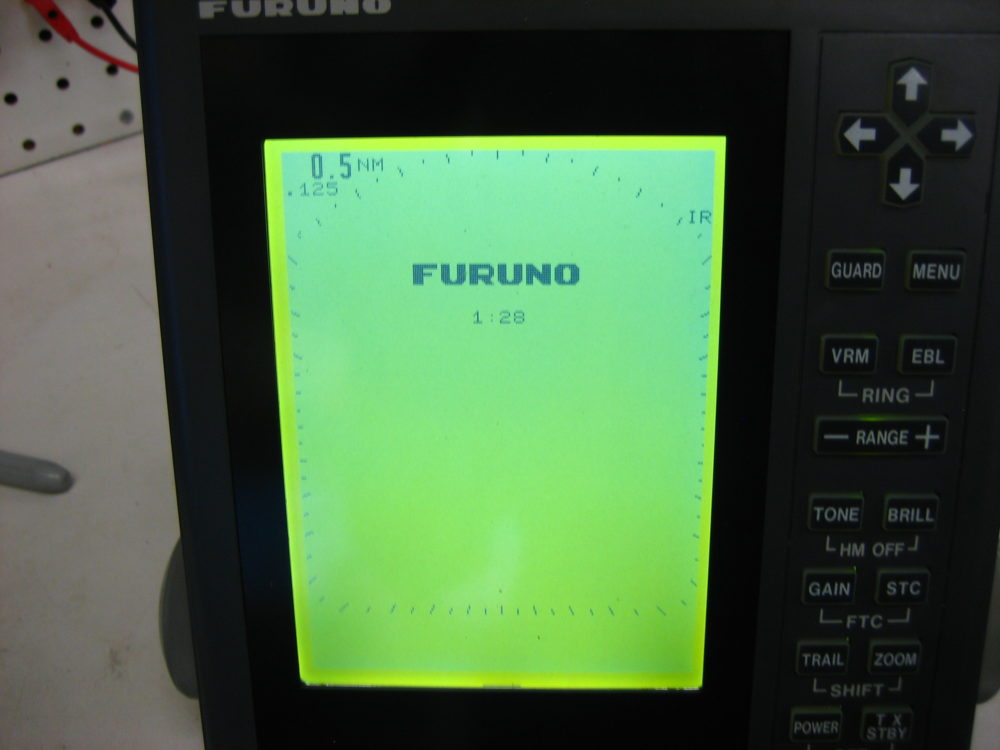 FURUNO
0.5NM
.125
IR
FURUNO
1:28
GUARD MENU
VRM EBL
RING
− RANGE +
TONE BRILL
HM OFF
GAIN STC
FTC
TRAIL ZOOM
SHIFT
POWER TX
STBY